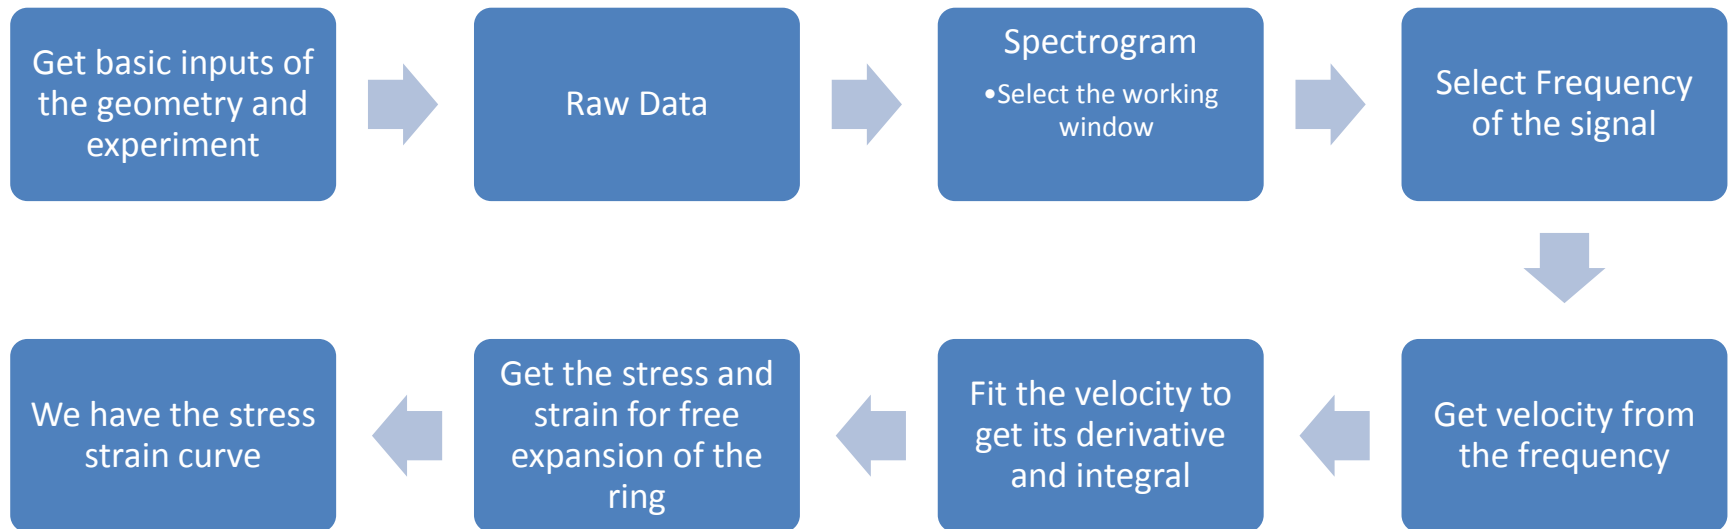 Get basic inputs of
the geometry and
experiment
Raw Data
Spectrogram
•Select the working
window
Select Frequency
of the signal
Get velocity from
the frequency
Fit the velocity to
get its derivative
and integral
Get the stress and
strain for free
expansion of the
ring
We have the stress
strain curve